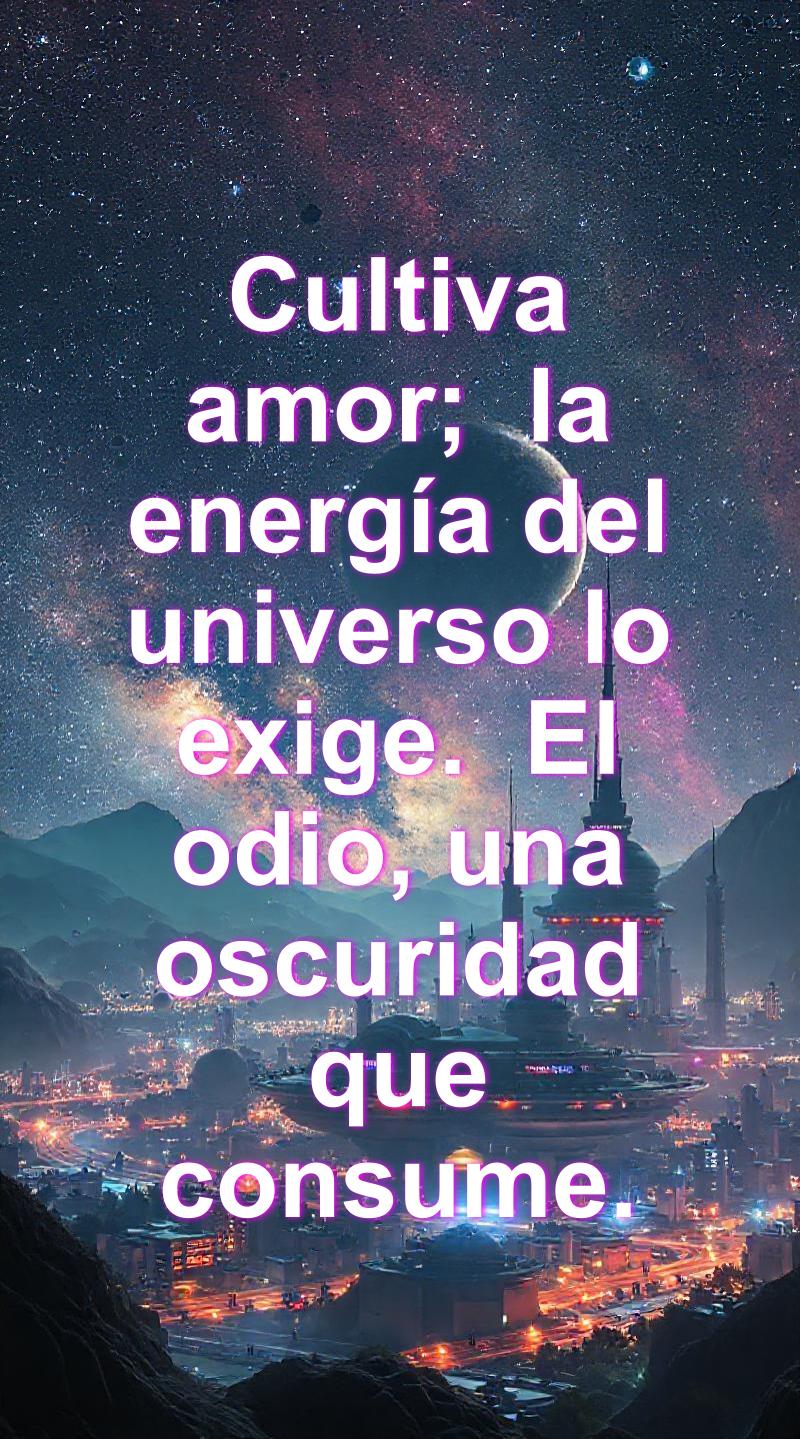 Cultiva
amor;  la
energía del
universo lo
exige.  El
odio, una
oscuridad
que
consume.